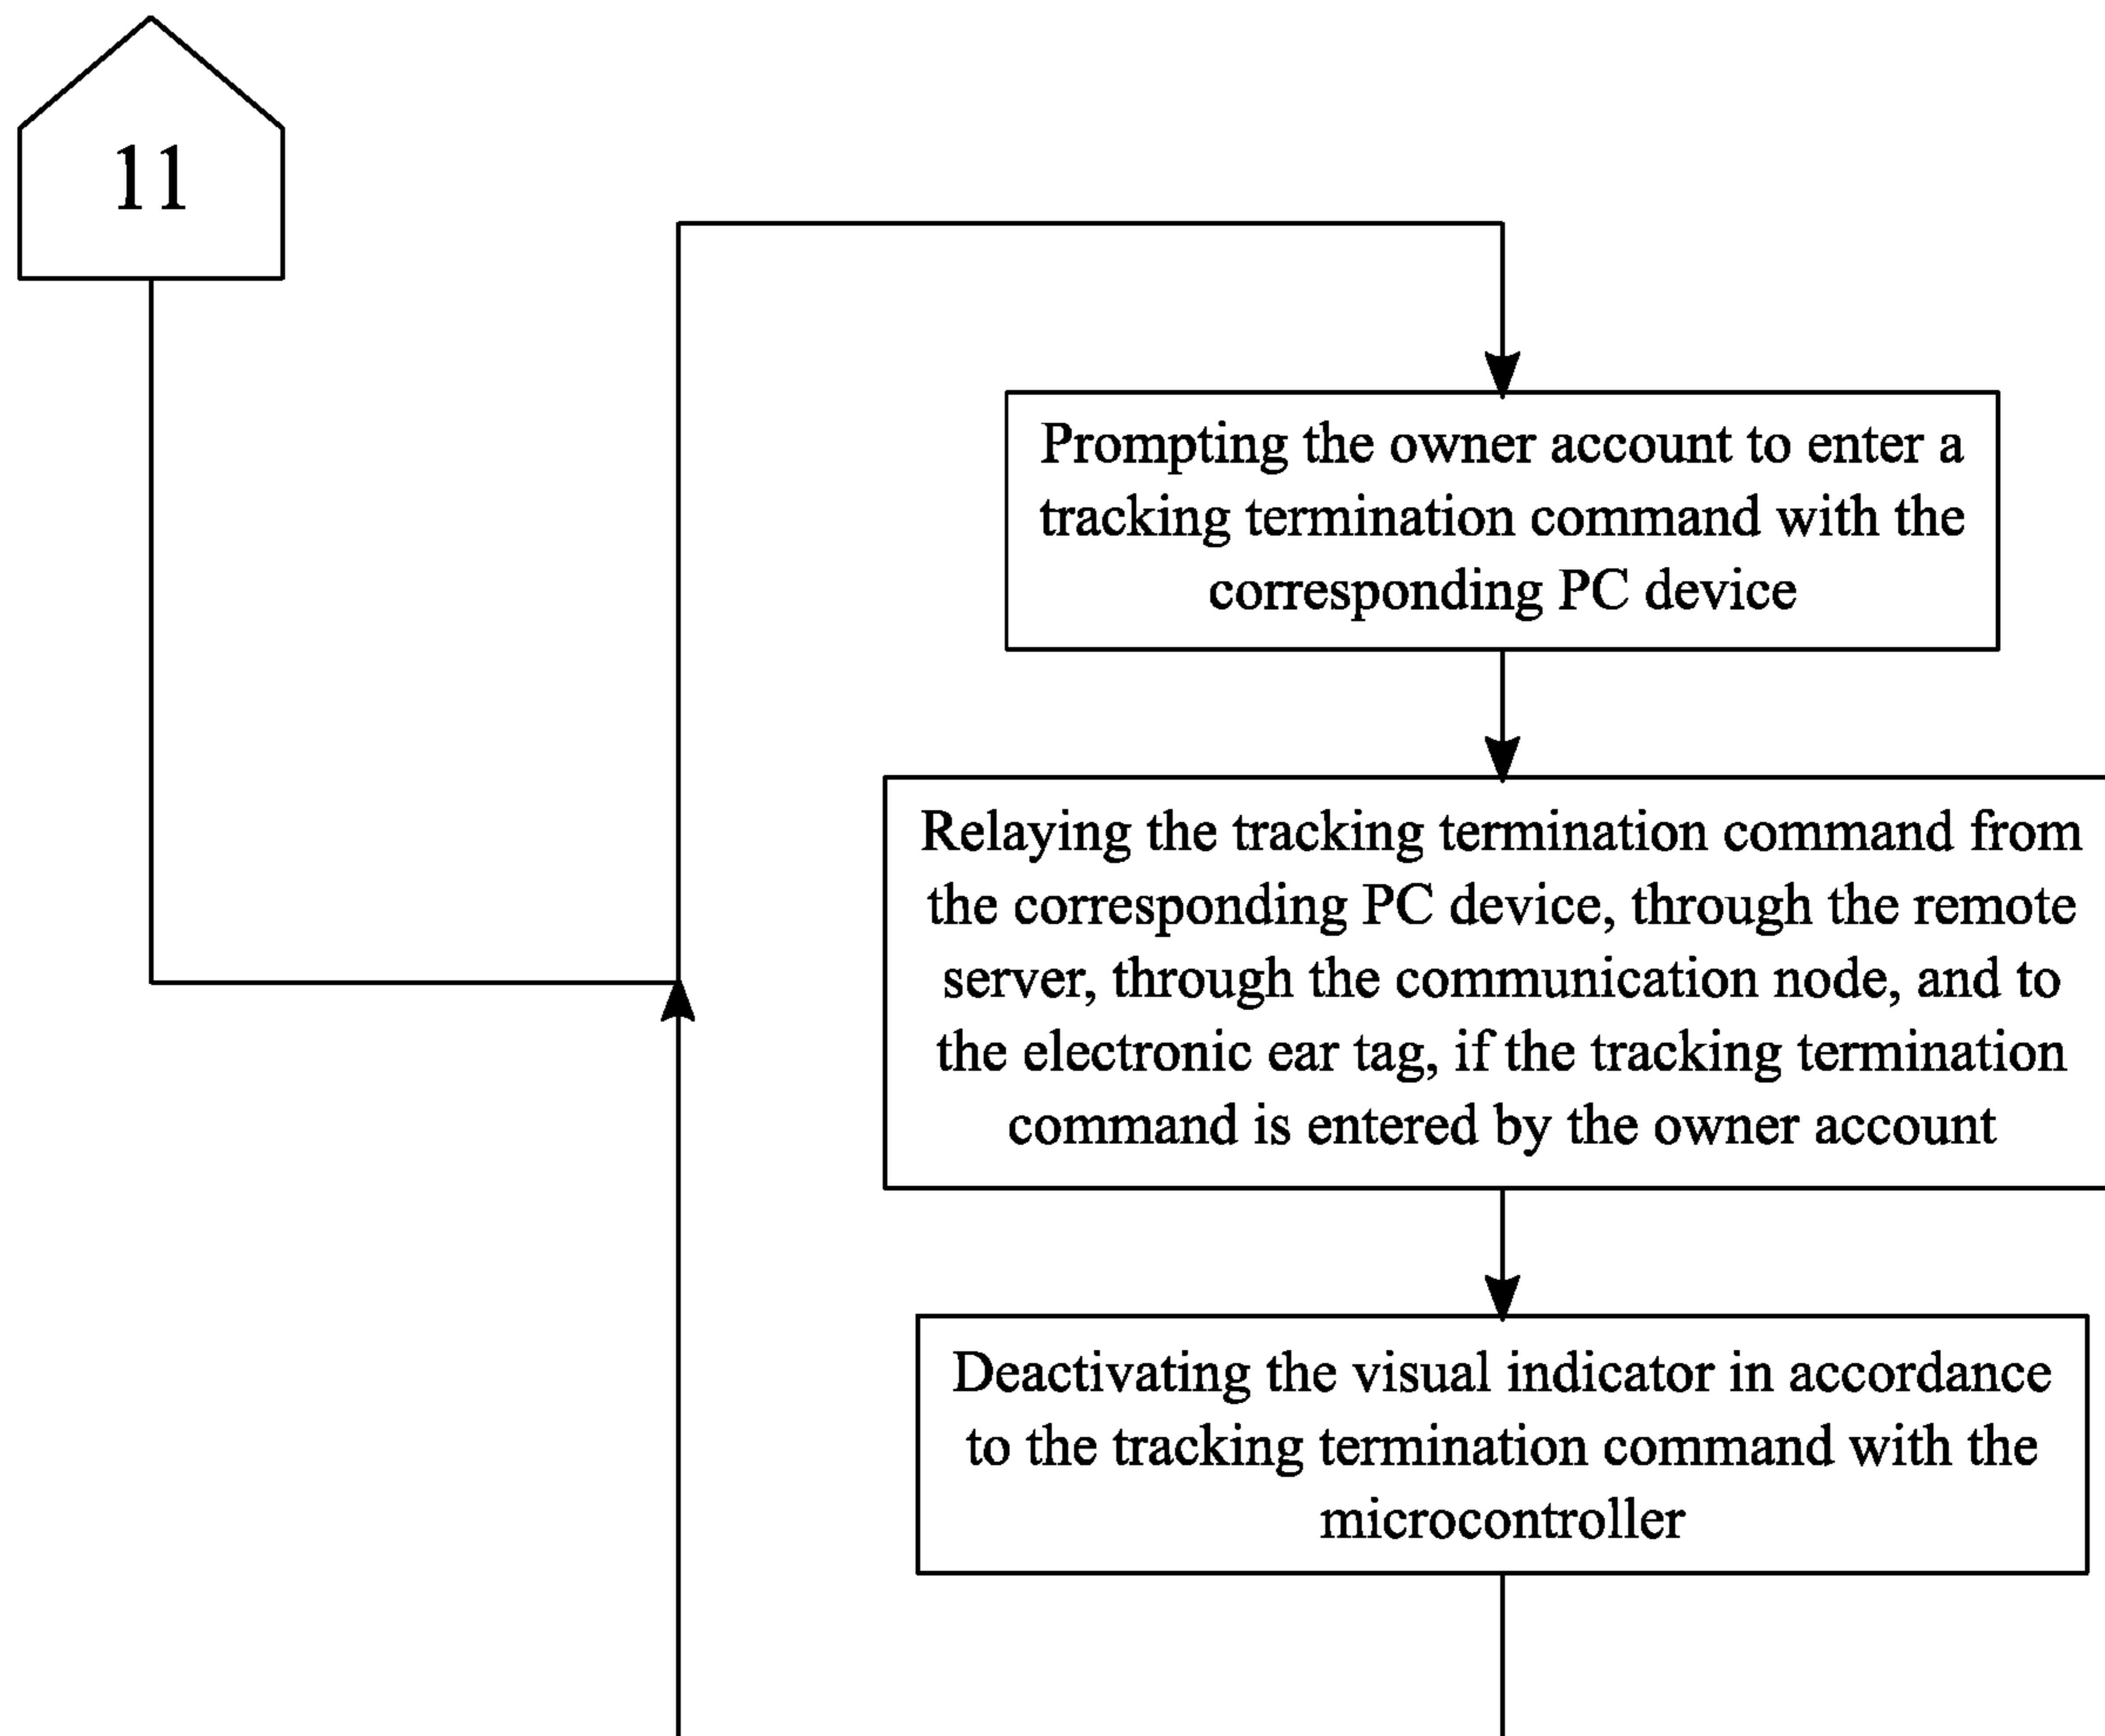 11
Prompting the owner account to enter a
tracking termination command with the
corresponding PC device
Relaying the tracking termination command from
the corresponding PC device, through the remote
server, through the communication node, and to
the electronic ear tag, if the tracking termination
command is entered by the owner account
Deactivating the visual indicator in accordance
to the tracking termination command with the
microcontroller